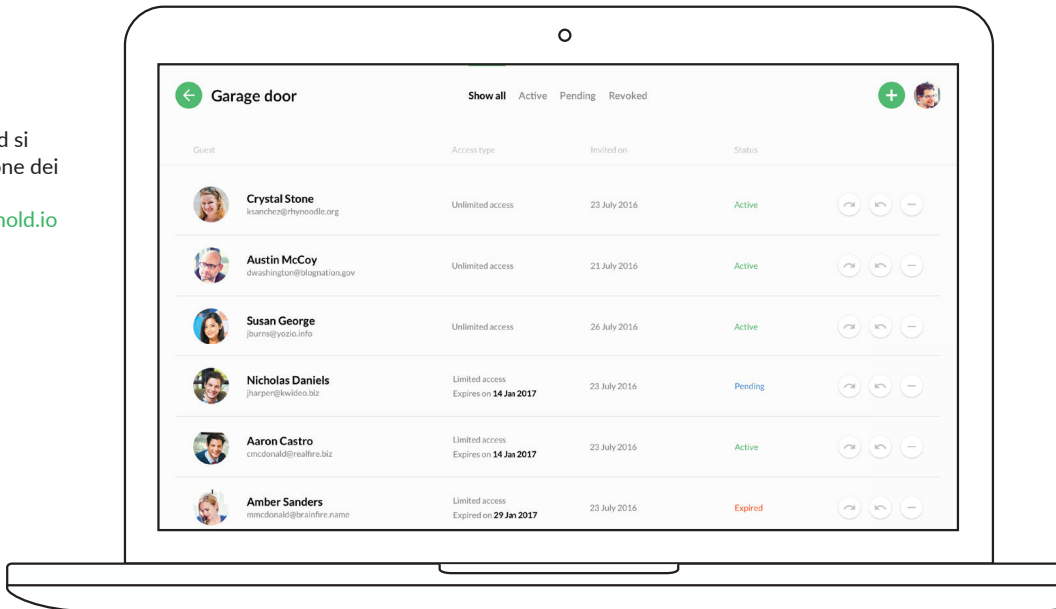 d si
one dei
nold.io
Garage door
Show all Active Pending Revoked
Guest Access type Invited on Status
Crystal Stone
ksanchez@rhynoodle.org
Unlimited access 23 July 2016 Active
Austin McCoy
dwashington@blognation.gov
Unlimited access 21 July 2016 Active
Susan George
jburns@yozio.info
Unlimited access 26 July 2016 Active
Nicholas Daniels
jharper@kwideo.biz
Limited access
Expires on 14 Jan 2017
23 July 2016 Pending
Aaron Castro
cmcdonald@realfire.biz
Limited access
Expires on 14 Jan 2017
23 July 2016 Active
Amber Sanders
mmcdonald@brainfire.name
Limited access
Expired on 29 Jan 2017
23 July 2016 Expired